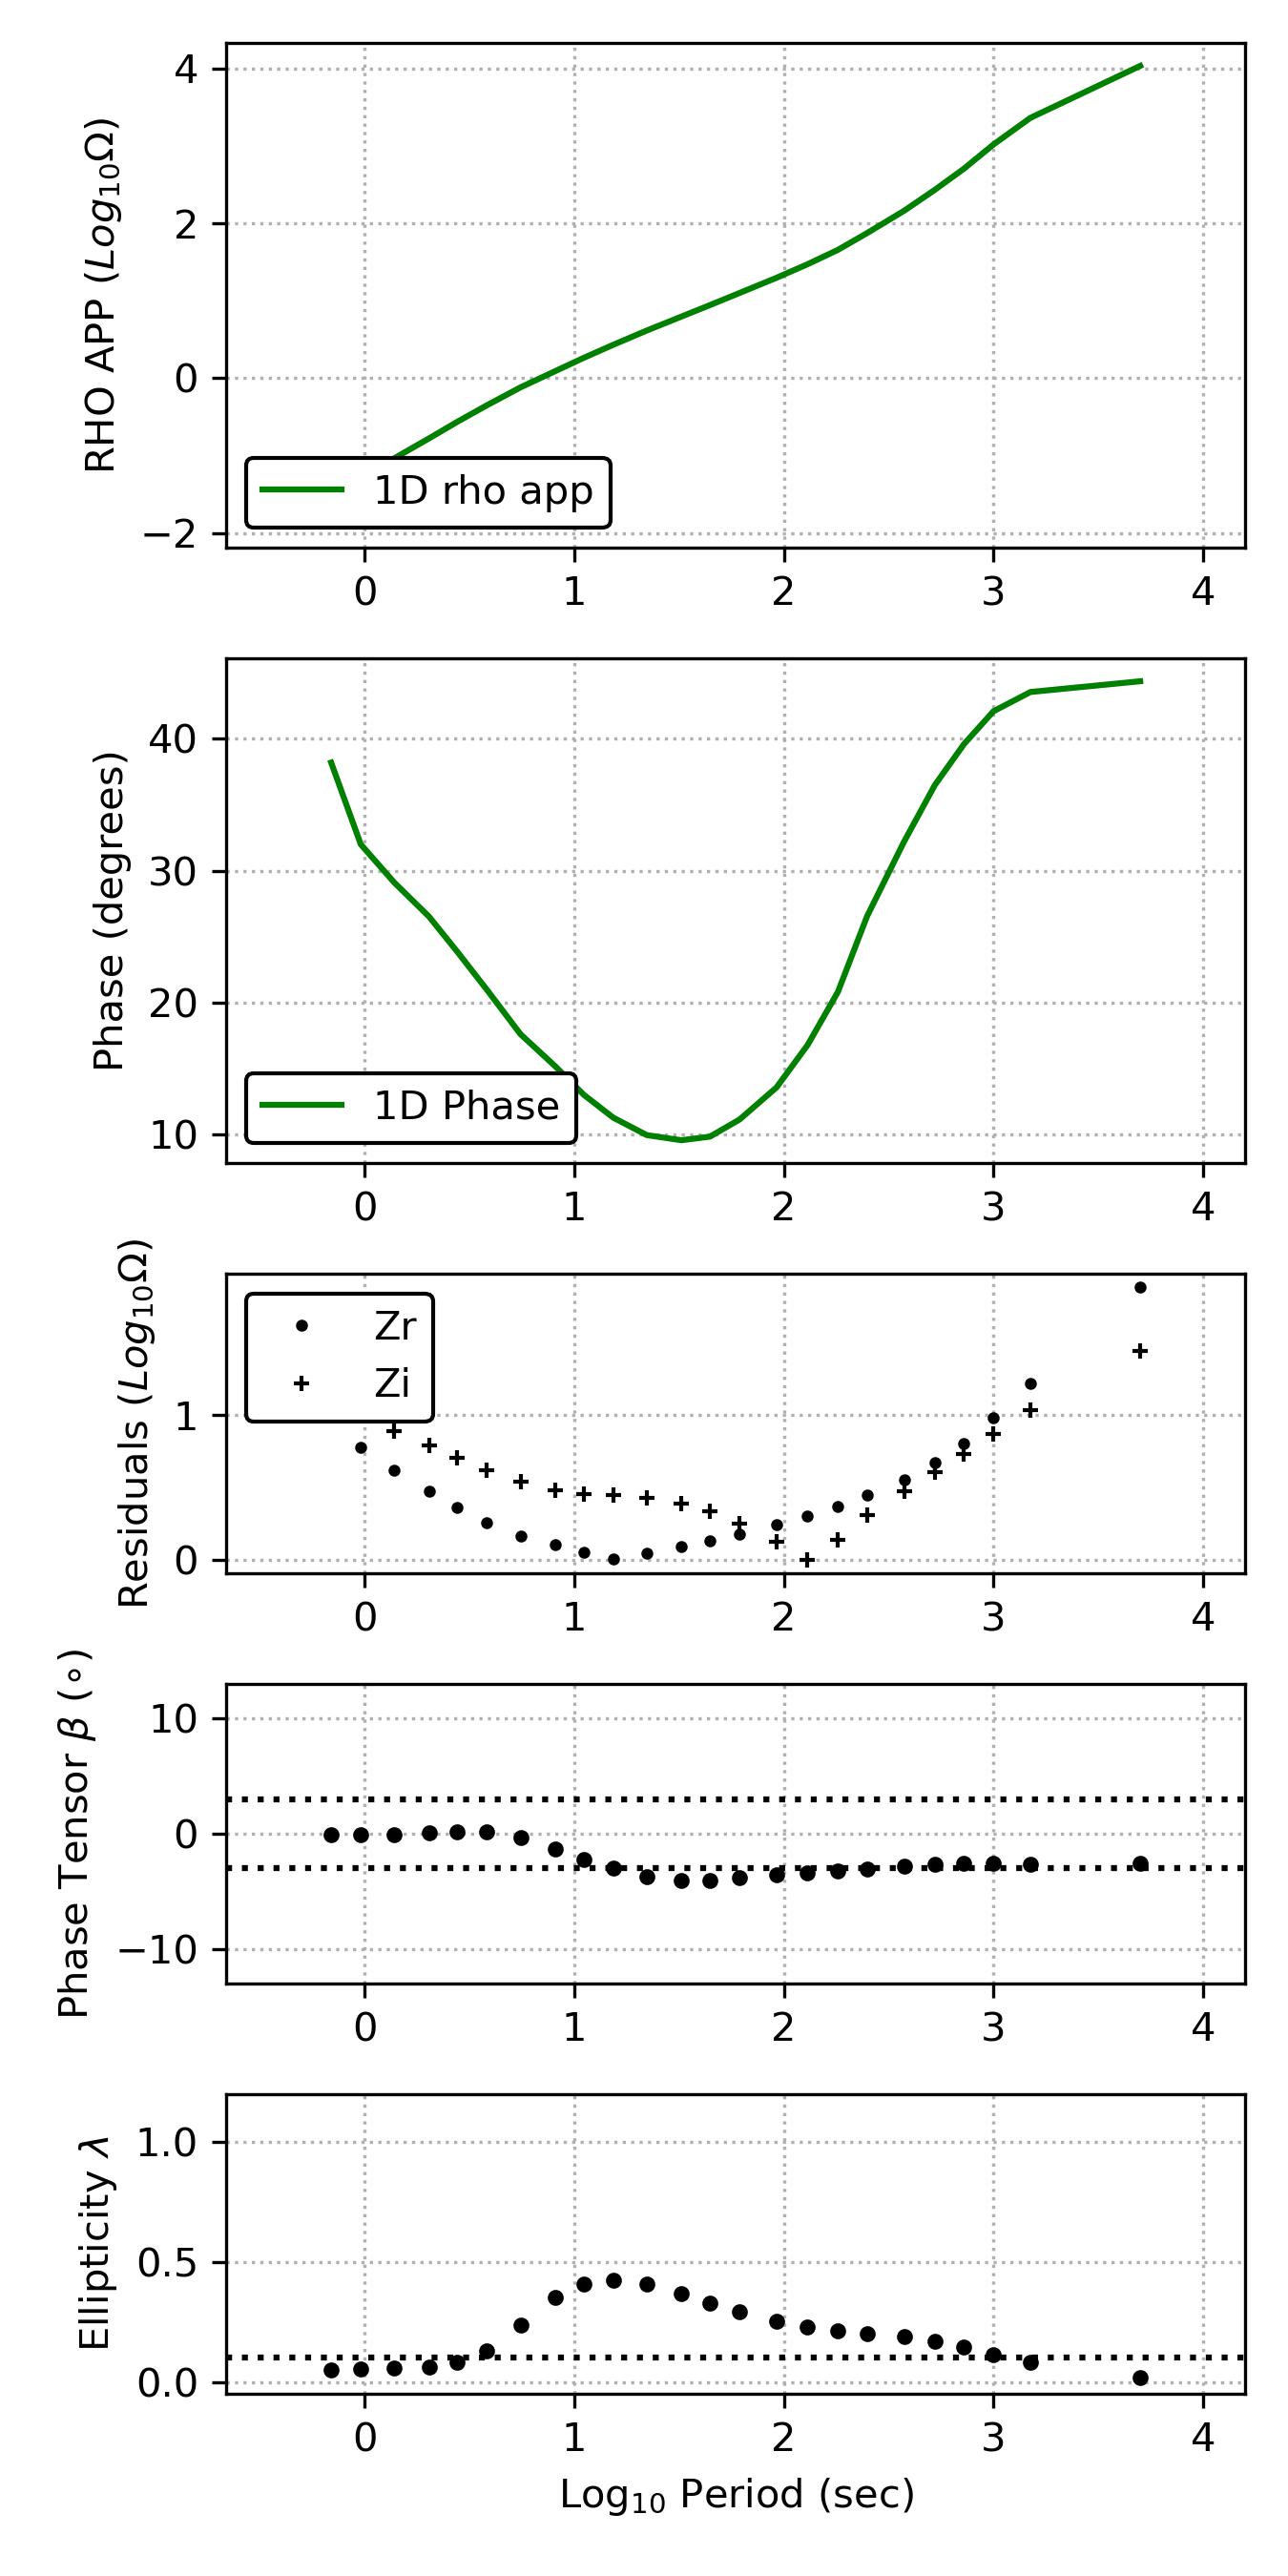 RHO APP (Log₁₀Ω)
4
2
0
−2
1D rho app
0 1 2 3 4
Phase (degrees)
40
30
20
10
1D Phase
0 1 2 3 4
Residuals (Log₁₀Ω)
1
0
Zr
Zi
0 1 2 3 4
Phase Tensor β (∘)
10
0
−10
0 1 2 3 4
Ellipticity λ
1.0
0.5
0.0
0 1 2 3 4
Log₁₀ Period (sec)